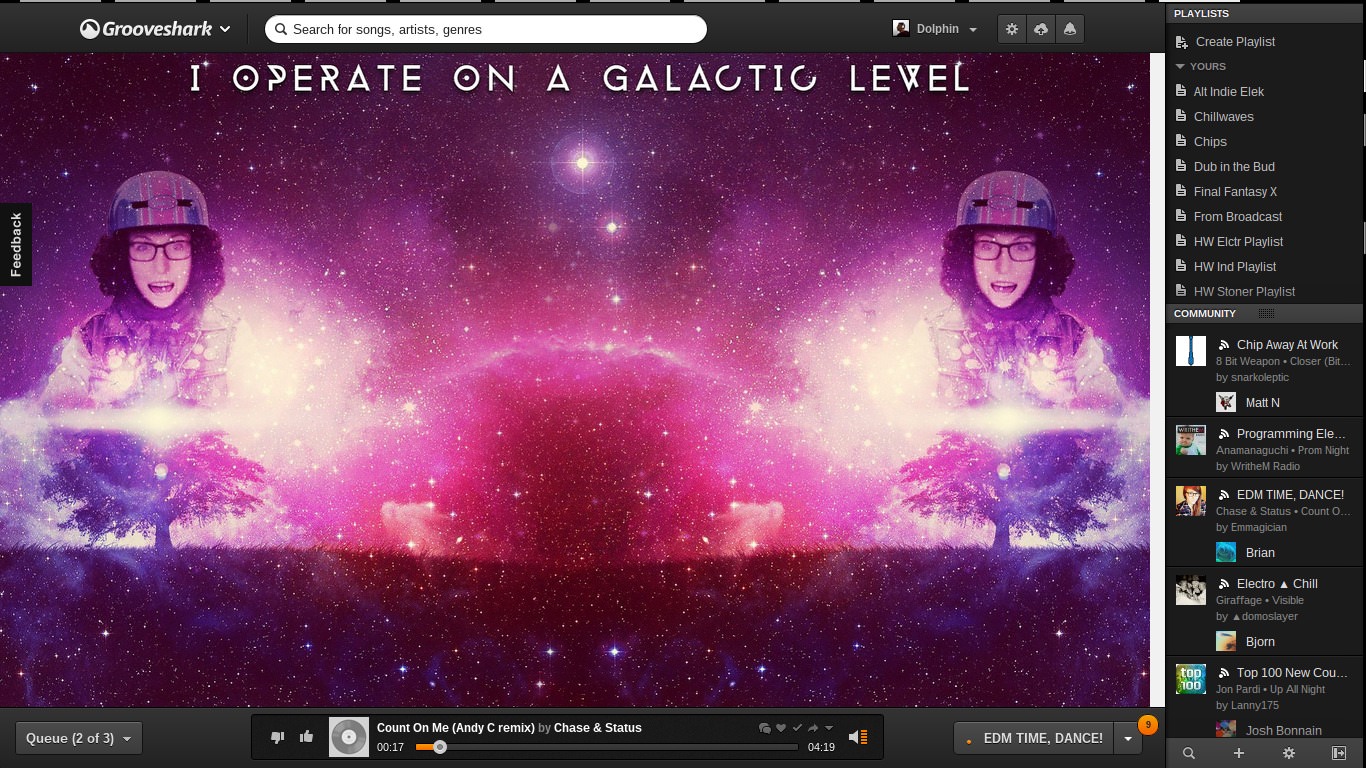 Grooveshark
Search for songs, artists, genres
Dolphin
I OPERATE ON A GALACTIC LEVEL
Feedback
PLAYLISTS
Create Playlist
YOURS
Alt Indie Elek
Chillwaves
Chips
Dub in the Bud
Final Fantasy X
From Broadcast
HW Elctr Playlist
HW Ind Playlist
HW Stoner Playlist
COMMUNITY
Chip Away At Work
8 Bit Weapon • Closer (Bit...
by snarkoleptic
Matt N
WRITHE
Programming Ele...
Anamanaguchi • Prom Night
by WritheM Radio
EDM TIME, DANCE!
Chase & Status • Count O...
by Emmagician
Brian
Electro ▲ Chill
Giraffage • Visible
by ▲domoslayer
Bjorn
top 100
Top 100 New Cou...
Jon Pardi • Up All Night
by Lanny175
Josh Bonnain
Queue (2 of 3)
Count On Me (Andy C remix) by Chase & Status
00:17
04:19
EDM TIME, DANCE!
9